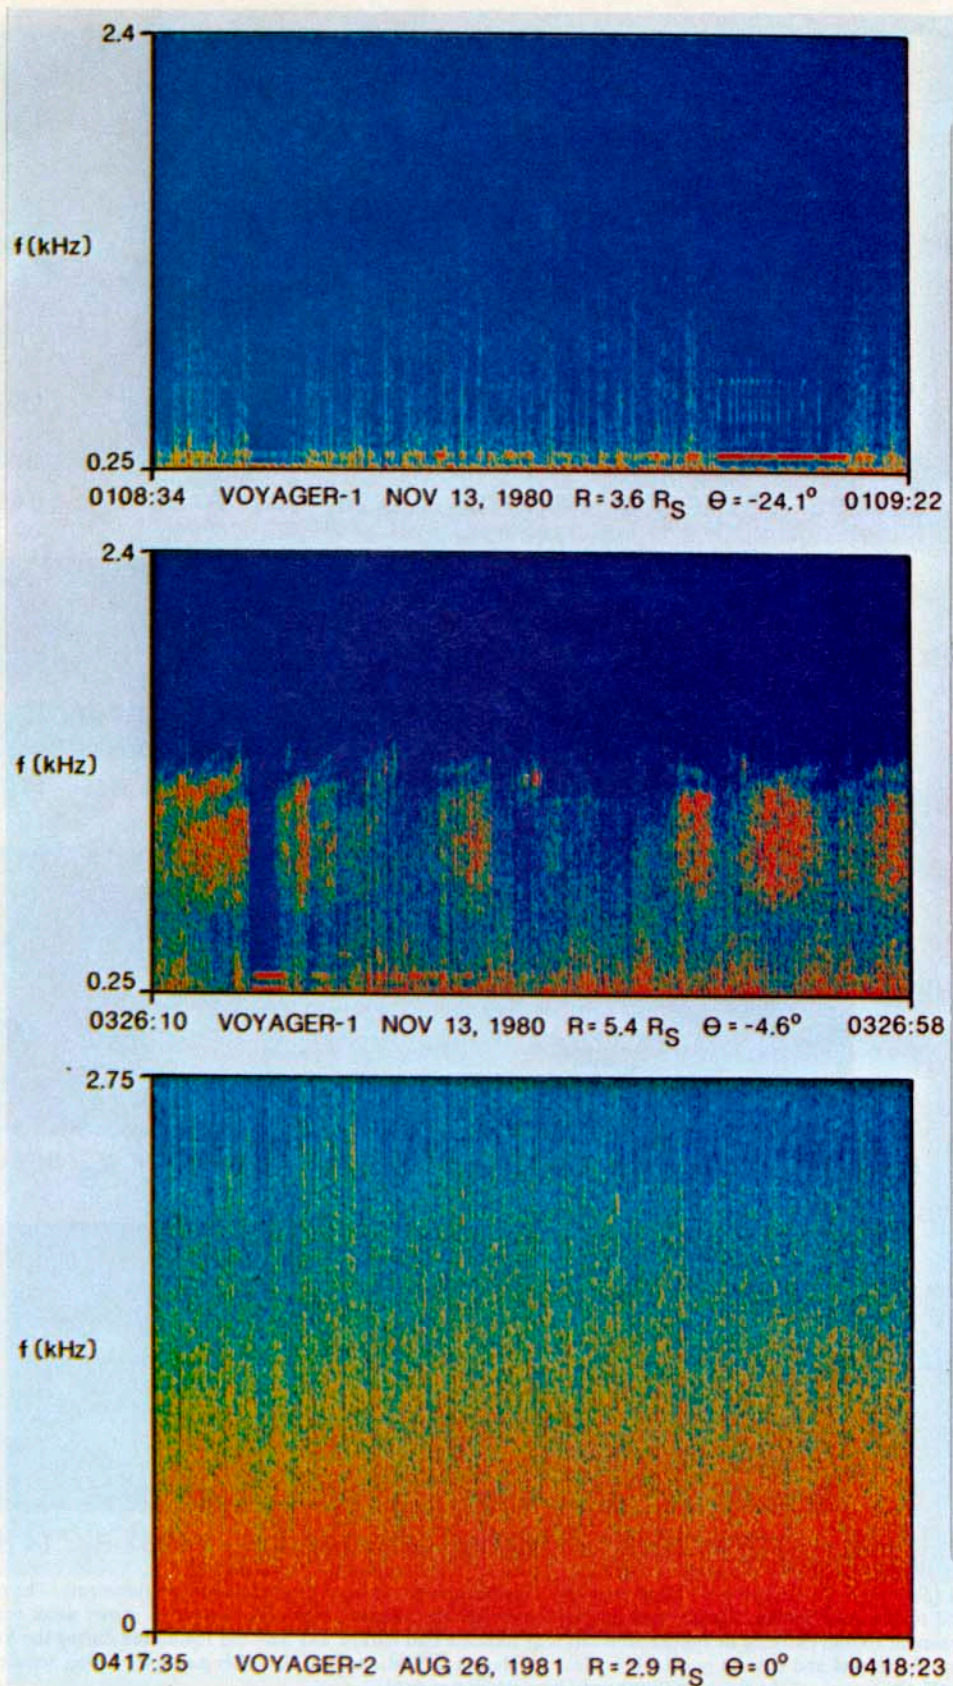 2.4
f(kHz)
0.25
0108:34 VOYAGER-1 NOV 13, 1980 R=3.6 RS Θ=-24.1° 0109:22
2.4
f(kHz)
0.25
0326:10 VOYAGER-1 NOV 13, 1980 R=5.4 RS Θ=-4.6° 0326:58
2.75
f(kHz)
0
0417:35 VOYAGER-2 AUG 26, 1981 R=2.9 RS Θ=0° 0418:23